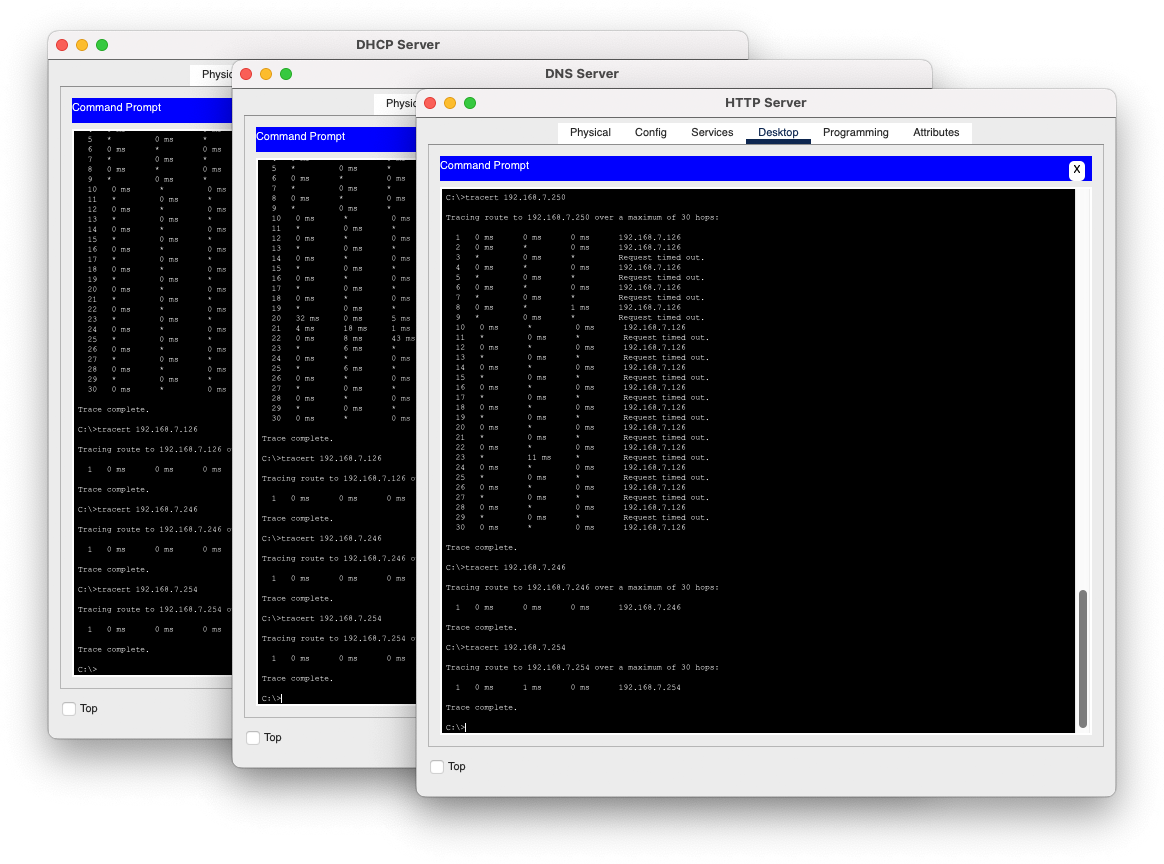 DHCP Server
Physic
Command Prompt
5 * 0 ms *
6 0 ms * 0 ms
7 * 0 ms *
8 0 ms * 0 ms
9 * 0 ms *
10 0 ms * 0 ms
11 * 0 ms *
12 0 ms * 0 ms
13 * 0 ms *
14 0 ms * 0 ms
15 * 0 ms *
16 0 ms * 0 ms
17 * 0 ms *
18 0 ms * 0 ms
19 * 0 ms *
20 0 ms * 0 ms
21 * 0 ms *
22 0 ms * 0 ms
23 * 0 ms *
24 0 ms * 0 ms
25 * 0 ms *
26 0 ms * 0 ms
27 * 0 ms *
28 0 ms * 0 ms
29 * 0 ms *
30 0 ms * 0 ms
Trace complete.
C:\>tracert 192.168.7.126
Tracing route to 192.168.7.126 o
1 0 ms 0 ms 0 ms
Trace complete.
C:\>tracert 192.168.7.246
Tracing route to 192.168.7.246 o
1 0 ms 0 ms 0 ms
Trace complete.
C:\>tracert 192.168.7.254
Tracing route to 192.168.7.254 o
1 0 ms 0 ms 0 ms
Trace complete.
C:\>
Top
DNS Server
Physic
Command Prompt
5 * 0 ms *
6 0 ms * 0 ms
7 * 0 ms *
8 0 ms * 0 ms
9 * 0 ms *
10 0 ms * 0 ms
11 * 0 ms *
12 0 ms * 0 ms
13 * 0 ms *
14 0 ms * 0 ms
15 * 0 ms *
16 0 ms * 0 ms
17 * 0 ms *
18 0 ms * 0 ms
19 * 0 ms *
20 32 ms 0 ms 5 ms
21 4 ms 18 ms 1 ms
22 0 ms 8 ms 43 ms
23 * 6 ms *
24 0 ms * 0 ms
25 * 6 ms *
26 0 ms * 0 ms
27 * 0 ms *
28 0 ms * 0 ms
29 * 0 ms *
30 0 ms * 0 ms
Trace complete.
C:\>tracert 192.168.7.126
Tracing route to 192.168.7.126 o
1 0 ms 0 ms 0 ms
Trace complete.
C:\>tracert 192.168.7.246
Tracing route to 192.168.7.246 o
1 0 ms 0 ms 0 ms
Trace complete.
C:\>tracert 192.168.7.254
Tracing route to 192.168.7.254 o
1 0 ms 0 ms 0 ms
Trace complete.
C:\>
Top
HTTP Server
Physical Config Services Desktop Programming Attributes
Command Prompt
X
C:\>tracert 192.168.7.250
Tracing route to 192.168.7.250 over a maximum of 30 hops:
1 0 ms 0 ms 0 ms 192.168.7.126
2 0 ms * 0 ms 192.168.7.126
3 * 0 ms * Request timed out.
4 0 ms * 0 ms 192.168.7.126
5 * 0 ms * Request timed out.
6 0 ms * 0 ms 192.168.7.126
7 * 0 ms * Request timed out.
8 0 ms * 1 ms 192.168.7.126
9 * 0 ms * Request timed out.
10 0 ms * 0 ms 192.168.7.126
11 * 0 ms * Request timed out.
12 0 ms * 0 ms 192.168.7.126
13 * 0 ms * Request timed out.
14 0 ms * 0 ms 192.168.7.126
15 * 0 ms * Request timed out.
16 0 ms * 0 ms 192.168.7.126
17 * 0 ms * Request timed out.
18 0 ms * 0 ms 192.168.7.126
19 * 0 ms * Request timed out.
20 0 ms * 0 ms 192.168.7.126
21 * 0 ms * Request timed out.
22 0 ms * 0 ms 192.168.7.126
23 * 11 ms * Request timed out.
24 0 ms * 0 ms 192.168.7.126
25 * 0 ms * Request timed out.
26 0 ms * 0 ms 192.168.7.126
27 * 0 ms * Request timed out.
28 0 ms * 0 ms 192.168.7.126
29 * 0 ms * Request timed out.
30 0 ms * 0 ms 192.168.7.126
Trace complete.
C:\>tracert 192.168.7.246
Tracing route to 192.168.7.246 over a maximum of 30 hops:
1 0 ms 0 ms 0 ms 192.168.7.246
Trace complete.
C:\>tracert 192.168.7.254
Tracing route to 192.168.7.254 over a maximum of 30 hops:
1 0 ms 1 ms 0 ms 192.168.7.254
Trace complete.
C:\>
Top